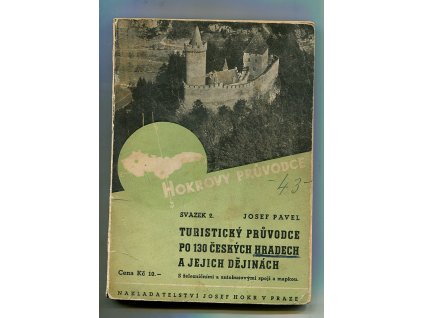 HOKROVY PRŮVODCE
-43-
SVAZEK 2. JOSEF PAVEL
TURISTICKÝ PRŮVODCE
PO 130 ČESKÝCH HRADECH
A JEJICH DĚJINÁCH
Cena Kč 10.—
S železničními a autobusovými spoji a mapkou.
NAKLADATELSTVÍ JOSEF HOKR V PRAZE